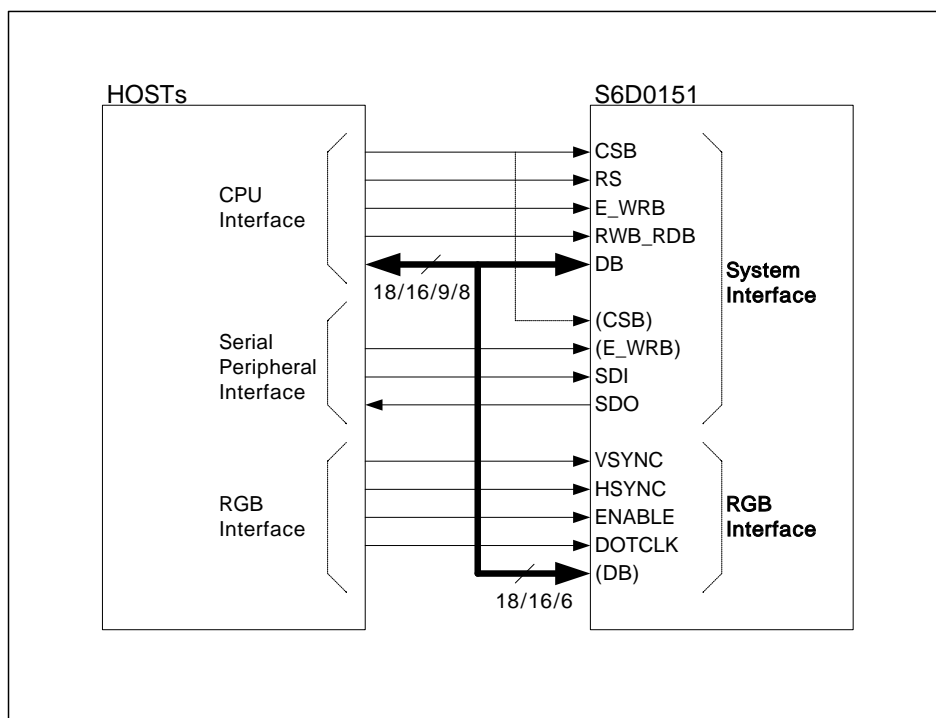 HOSTs
S6D0151
CPU
Interface
CSB
RS
E_WRB
RWB_RDB
DB
18/16/9/8
System
Interface
Serial
Peripheral
Interface
(CSB)
(E_WRB)
SDI
SDO
RGB
Interface
VSYNC
HSYNC
ENABLE
DOTCLK
(DB)
18/16/6
RGB
Interface